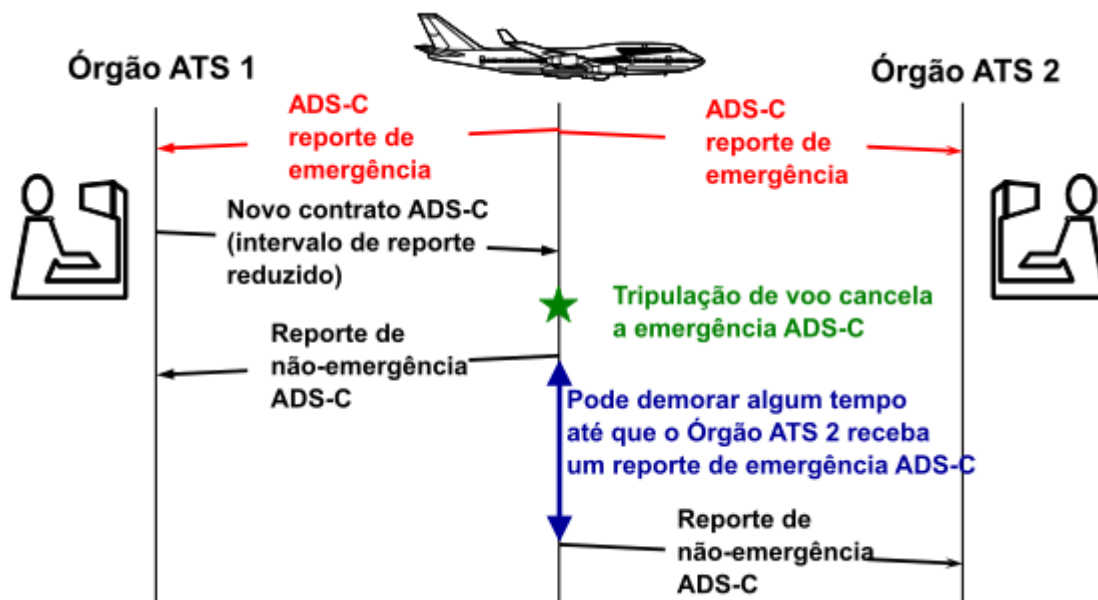 Órgão ATS 1
Órgão ATS 2
ADS-C
reporte de
emergência
ADS-C
reporte de
emergência
Novo contrato ADS-C
(intervalo de reporte
reduzido)
Tripulação de voo cancela
a emergência ADS-C
Reporte de
não-emergência
ADS-C
Pode demorar algum tempo
até que o Órgão ATS 2 receba
um reporte de emergência ADS-C
Reporte de
não-emergência
ADS-C